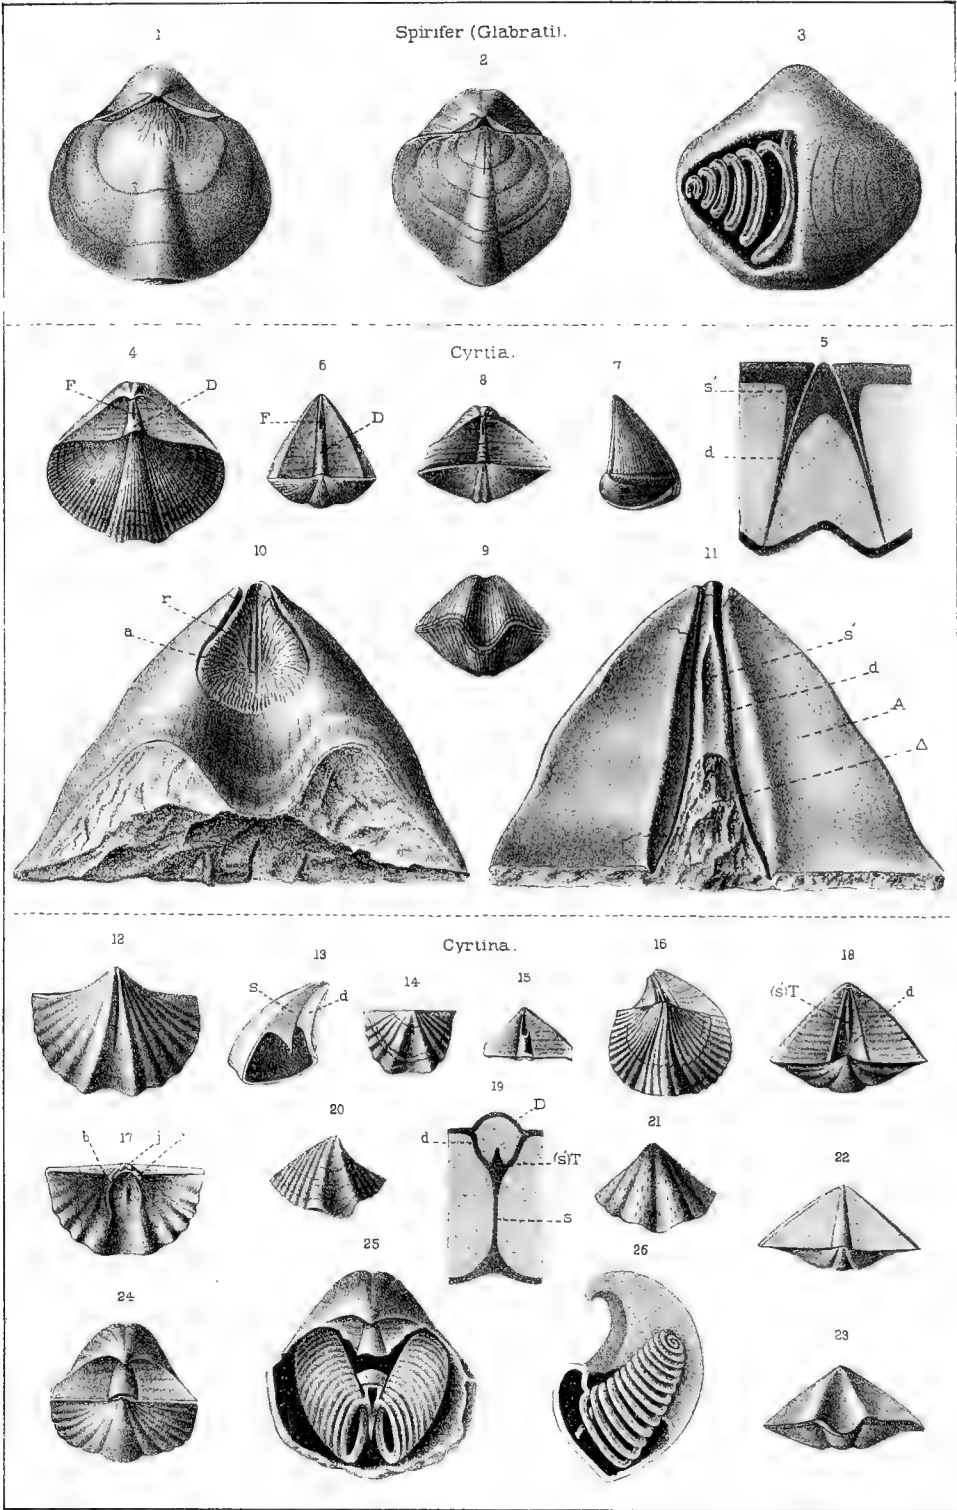 1
Spirifer (Glabrati).
3
2
4
Cyrtia.
5
6
8
7
F
D
s'
F
D
d
10
9
11
r
a
s'
d
A
Δ
12
Cyrtina.
16
13
14
15
18
S
d
(s')T
d
19
20
D
21
b
17
j
d
(s')T
22
s
25
26
24
23